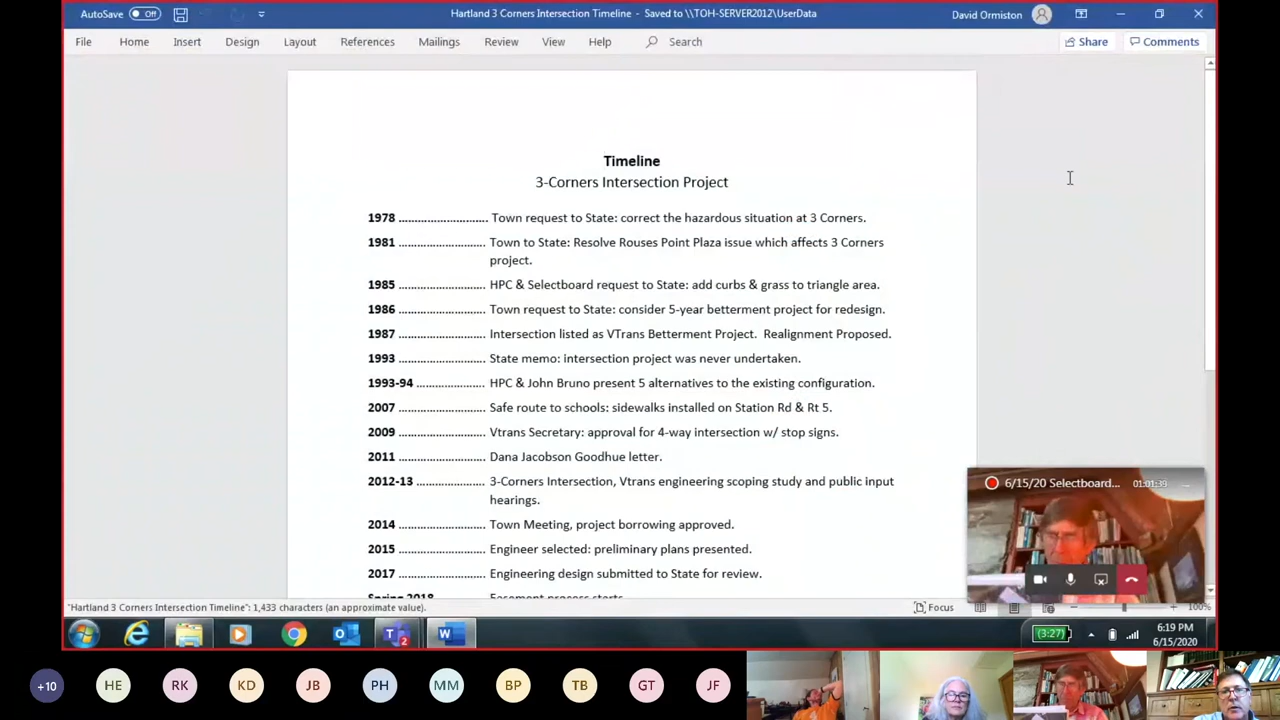 AutoSave Off
Hartland 3 Corners Intersection Timeline - Saved to \\TOH-SERVER2012\UserData
David Ormiston
File Home Insert Design Layout References Mailings Review View Help Search
Share Comments
Timeline
3-Corners Intersection Project
1978 ............................ Town request to State: correct the hazardous situation at 3 Corners.
1981 ........................... Town to State: Resolve Rouses Point Plaza issue which affects 3 Corners
project.
1985 ........................... HPC & Selectboard request to State: add curbs & grass to triangle area.
1986 ........................... Town request to State: consider 5-year betterment project for redesign.
1987 ........................... Intersection listed as VTrans Betterment Project. Realignment Proposed.
1993 ........................... State memo: intersection project was never undertaken.
1993-94 ..................... HPC & John Bruno present 5 alternatives to the existing configuration.
2007 ........................... Safe route to schools: sidewalks installed on Station Rd & Rt 5.
2009 ........................... Vtrans Secretary: approval for 4-way intersection w/ stop signs.
2011 ........................... Dana Jacobson Goodhue letter.
2012-13 ..................... 3-Corners Intersection, Vtrans engineering scoping study and public input
hearings.
2014 ........................... Town Meeting, project borrowing approved.
2015 ........................... Engineer selected: preliminary plans presented.
2017 ........................... Engineering design submitted to State for review.
Spring 2018 Easement process starts
6/15/20 Selectboard... 01:01:39 ...
"Hartland 3 Corners Intersection Timeline": 1,433 characters (an approximate value).
Focus
100%
2
(3:27)
6:19 PM
6/15/2020
+10 HE RK KD JB PH MM BP TB GT JF